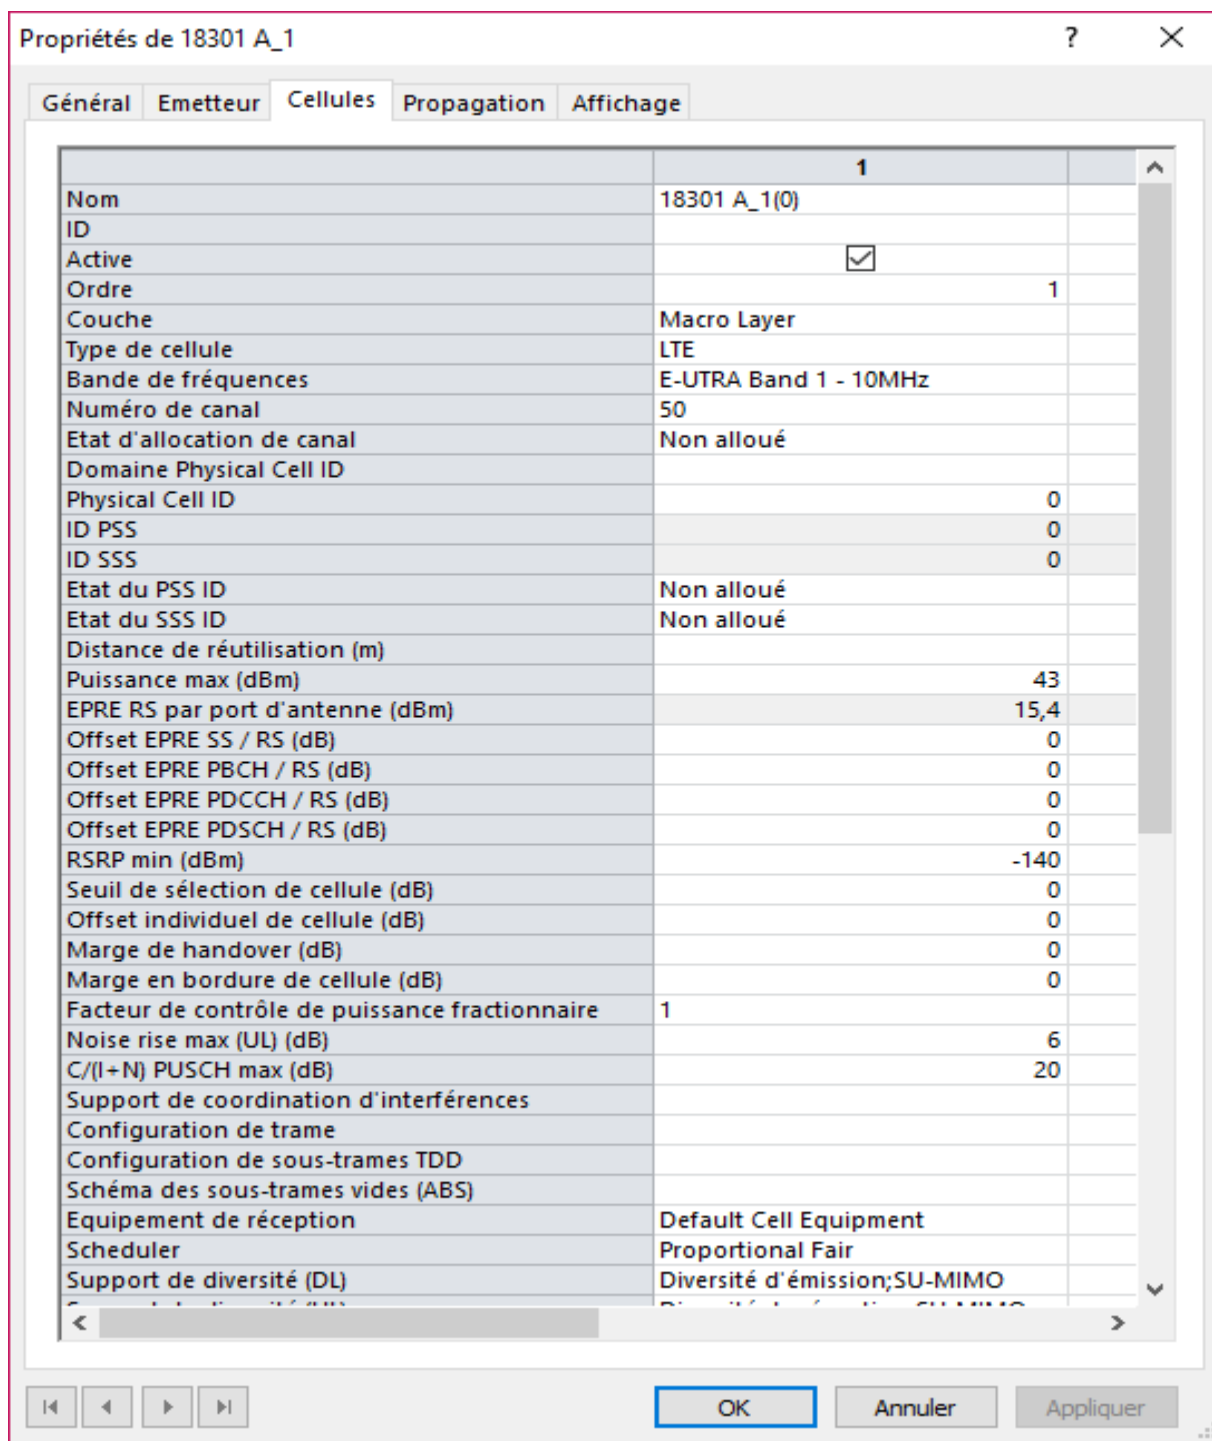 Propriétés de 18301 A_1 ?
Général Emetteur Cellules Propagation Affichage
1
Nom 18301 A_1(0)
ID
Active
Ordre 1
Couche Macro Layer
Type de cellule LTE
Bande de fréquences E-UTRA Band 1 - 10MHz
Numéro de canal 50
Etat d'allocation de canal Non alloué
Domaine Physical Cell ID
Physical Cell ID 0
ID PSS 0
ID SSS 0
Etat du PSS ID Non alloué
Etat du SSS ID Non alloué
Distance de réutilisation (m)
Puissance max (dBm) 43
EPRE RS par port d'antenne (dBm) 15,4
Offset EPRE SS / RS (dB) 0
Offset EPRE PBCH / RS (dB) 0
Offset EPRE PDCCH / RS (dB) 0
Offset EPRE PDSCH / RS (dB) 0
RSRP min (dBm) -140
Seuil de sélection de cellule (dB) 0
Offset individuel de cellule (dB) 0
Marge de handover (dB) 0
Marge en bordure de cellule (dB) 0
Facteur de contrôle de puissance fractionnaire 1
Noise rise max (UL) (dB) 6
C/(I+N) PUSCH max (dB) 20
Support de coordination d'interférences
Configuration de trame
Configuration de sous-trames TDD
Schéma des sous-trames vides (ABS)
Equipement de réception Default Cell Equipment
Scheduler Proportional Fair
Support de diversité (DL) Diversité d'émission;SU-MIMO
OK Annuler Appliquer